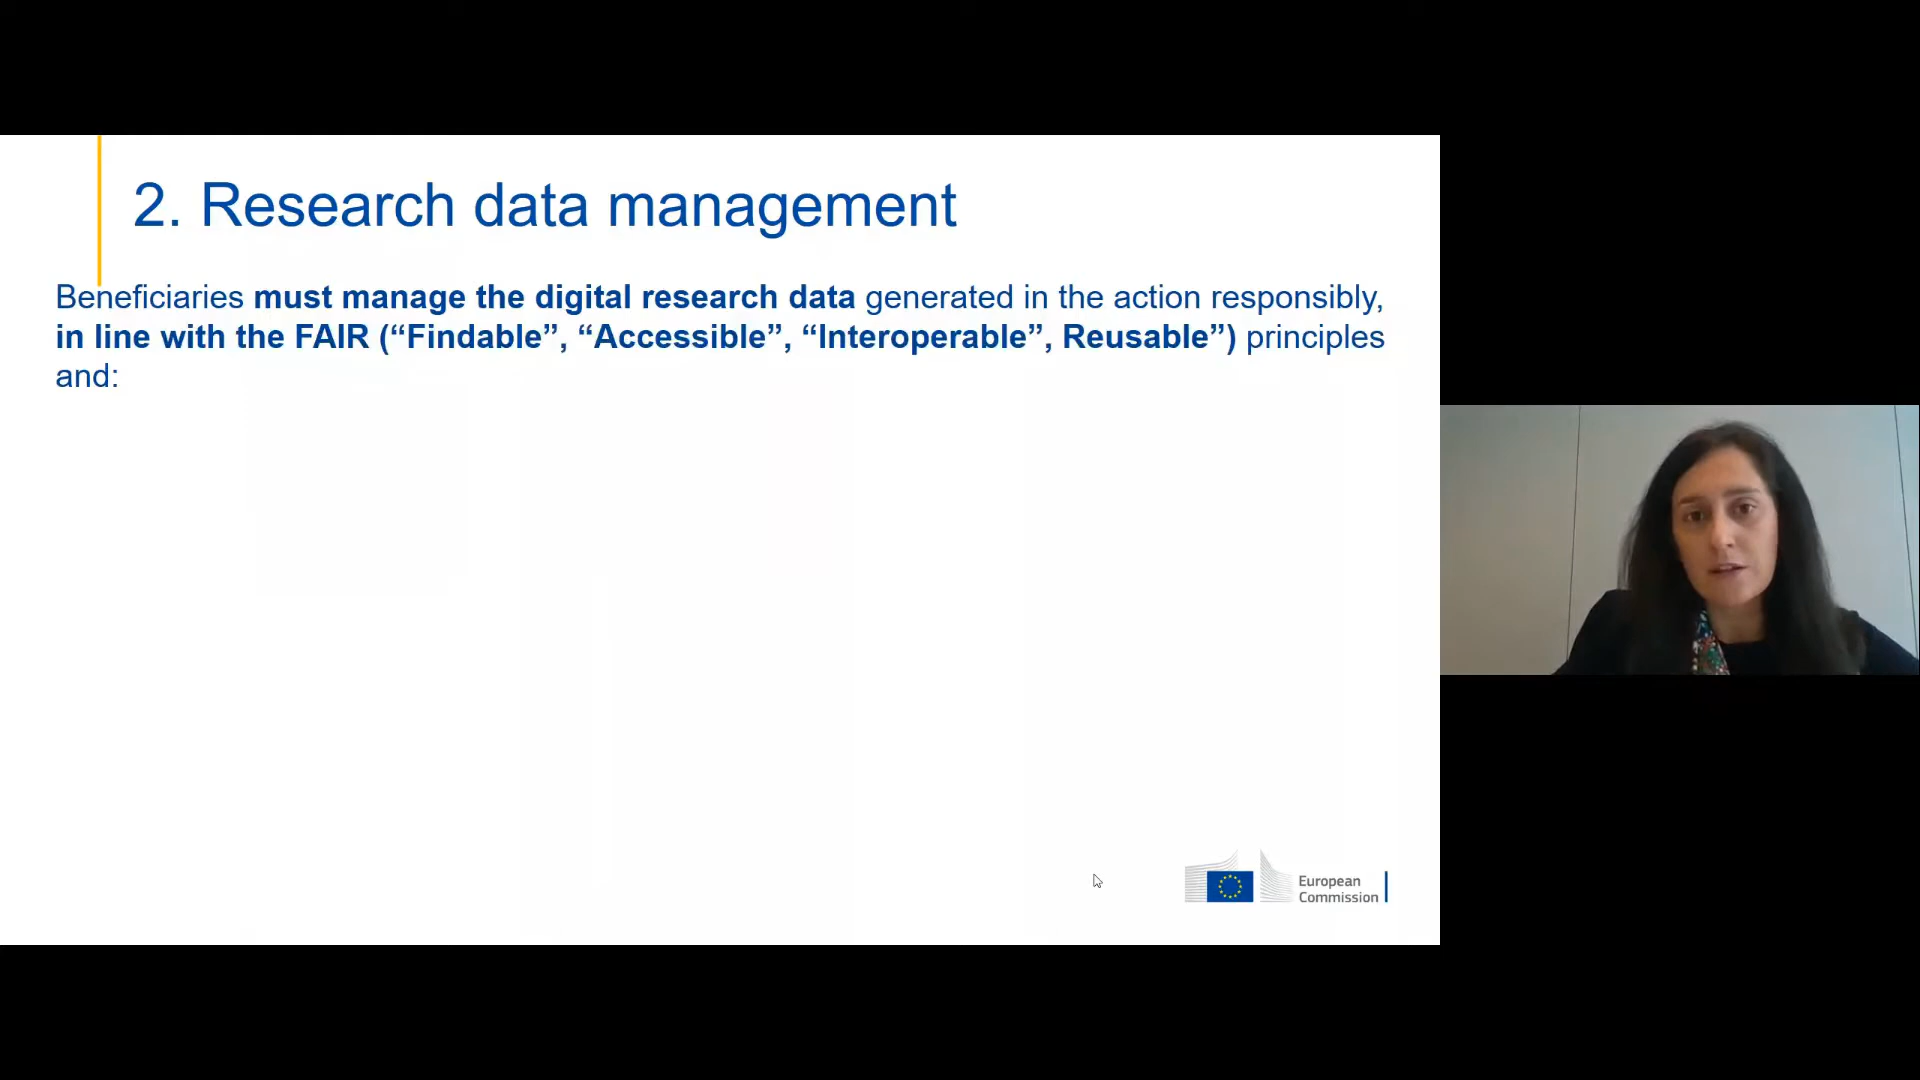 2. Research data management
Beneficiaries must manage the digital research data generated in the action responsibly,
in line with the FAIR (“Findable”, “Accessible”, “Interoperable”, Reusable”) principles
and:
European
Commission